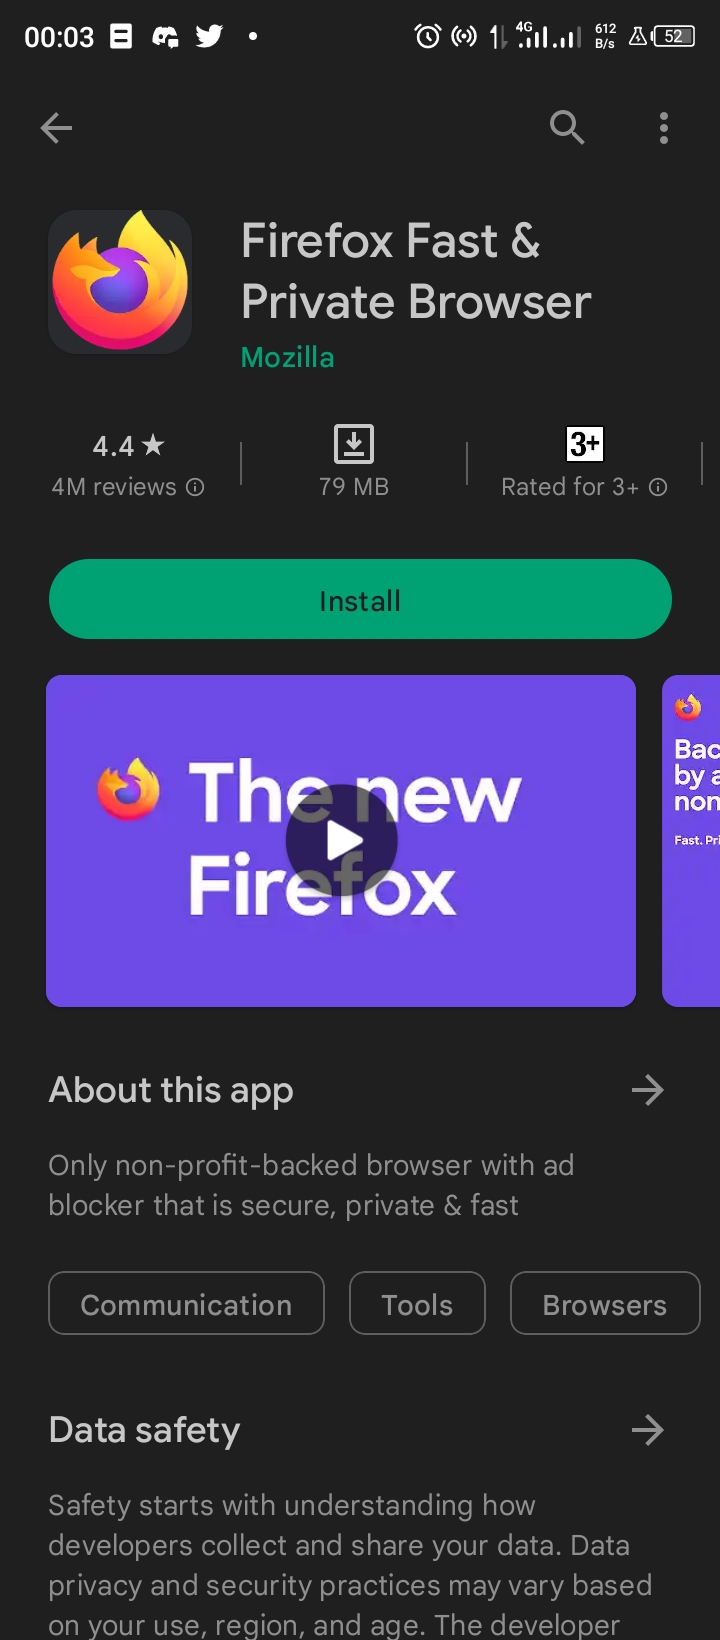 00:03
4G
612
B/s
52
Firefox Fast &
Private Browser
Mozilla
4.4★
4M reviews
79 MB
3+
Rated for 3+
Install
The new
Firefox
Bac
by a
non
Fast. Pri
About this app
Only non-profit-backed browser with ad
blocker that is secure, private & fast
Communication
Tools
Browsers
Data safety
Safety starts with understanding how
developers collect and share your data. Data
privacy and security practices may vary based
on your use, region, and age. The developer